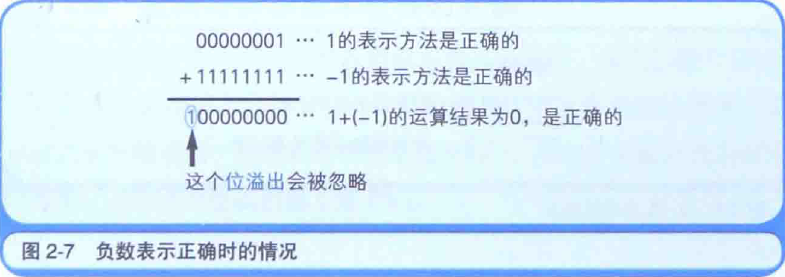 00000001 … 1的表示方法是正确的
+11111111 … -1的表示方法是正确的
100000000 … 1+(-1)的运算结果为0，是正确的
这个位溢出会被忽略
图 2-7 负数表示正确时的情况